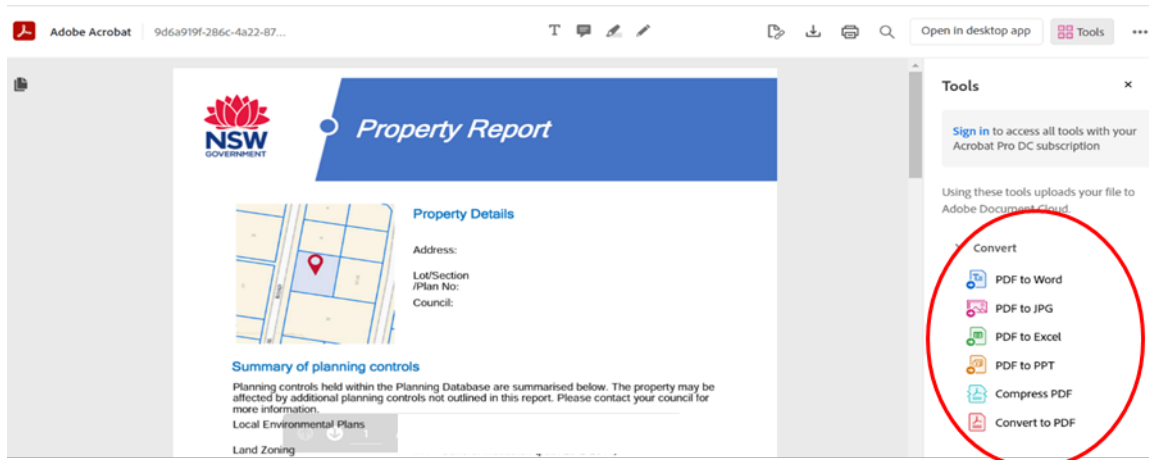 Adobe Acrobat 9d6a919f-286c-4a22-87... T Open in desktop app Tools
NSW
GOVERNMENT
Property Report
Property Details
Address:
Lot/Section
/Plan No:
Council:
Summary of planning controls
Planning controls held within the Planning Database are summarised below. The property may be
affected by additional planning controls not outlined in this report. Please contact your council for
more information.
Local Environmental Plans
1
Land Zoning
Tools
Sign in to access all tools with your
Acrobat Pro DC subscription
Using these tools uploads your file to
Adobe Document Cloud.
Convert
PDF to Word
PDF to JPG
PDF to Excel
PDF to PPT
Compress PDF
Convert to PDF